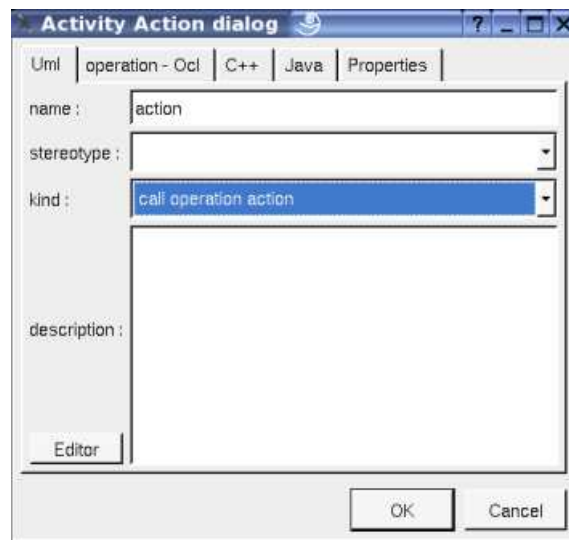 Activity Action dialog ?
Uml operation - Ocl C++ Java Properties
name : action
stereotype :
kind : call operation action
description :
Editor
OK Cancel